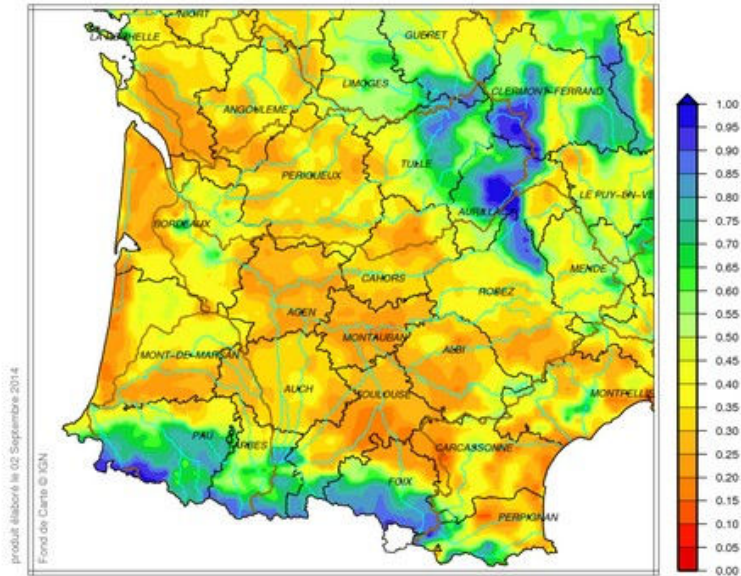 NIORT
GUERET
LIMOGES
CLERMONT-FERRAND
ANGOULEME
TULLE
PERIGUEUX
LE PUY-EN-VE
AURILLAC
BORDEAUX
MENDE
CAHORS
RODEZ
AGEN
MONTAUBAN
ALBI
MONT-DE-MARSAN
AUCH
TOULOUSE
MONTPELLIE
PAU
TARBES
CARCASSONNE
FOIX
PERPIGNAN
1.00
0.95
0.90
0.85
0.80
0.75
0.70
0.65
0.60
0.55
0.50
0.45
0.40
0.35
0.30
0.25
0.20
0.15
0.10
0.05
0.00
produit élaboré le 02 Septembre 2014
Fond de Carte © IGN